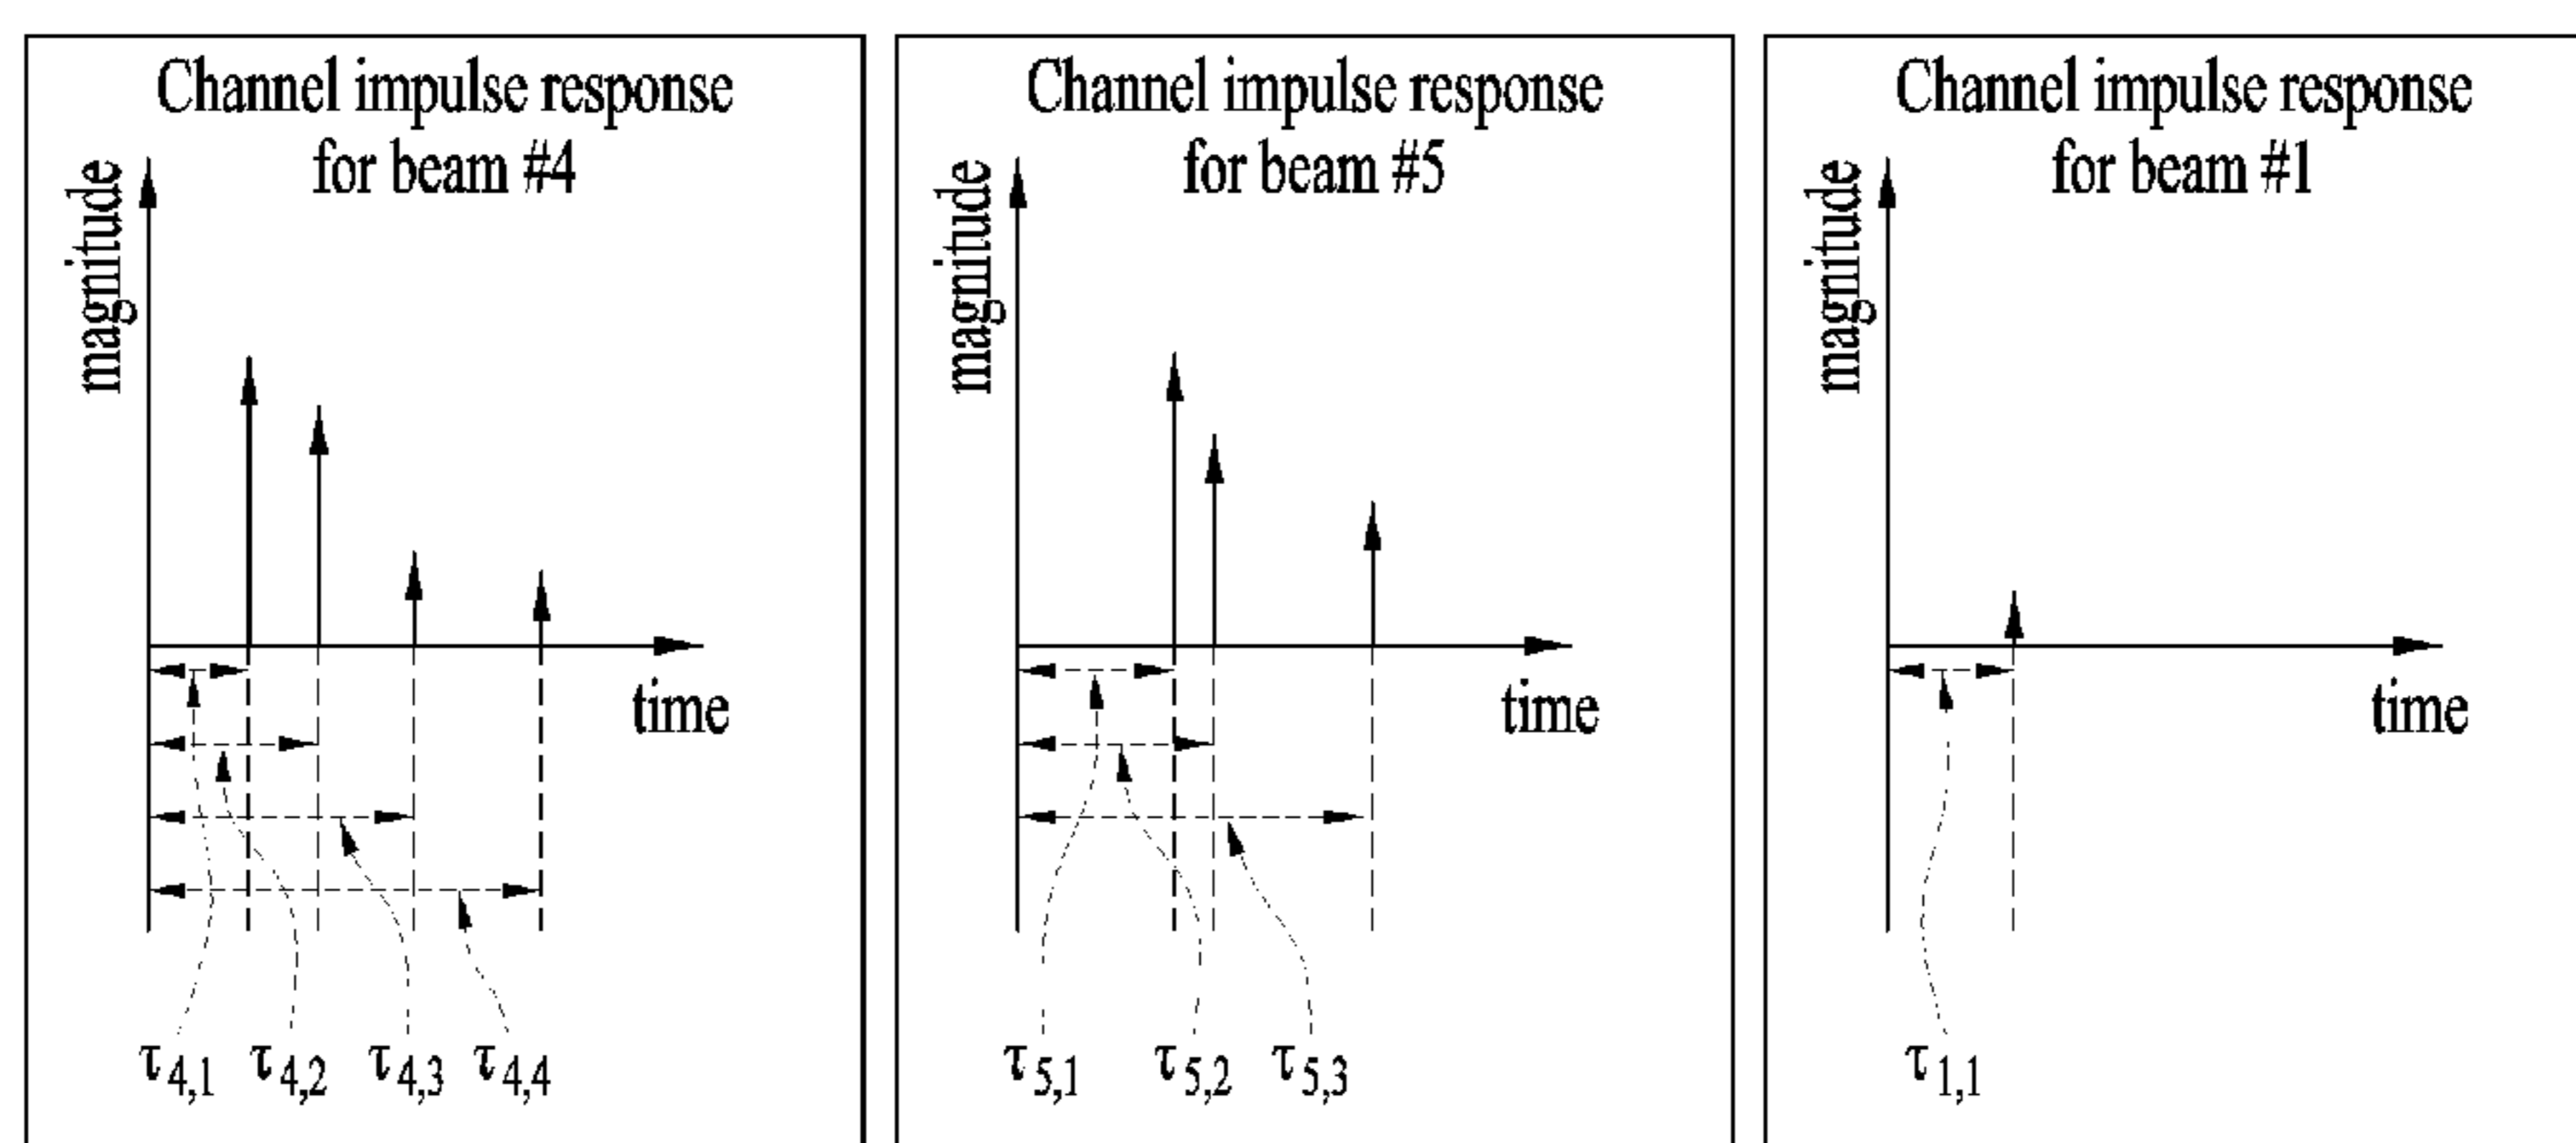 Channel impulse response
for beam #4
magnitude
time
τ4,1 τ4,2 τ4,3 τ4,4
Channel impulse response
for beam #5
magnitude
time
τ5,1 τ5,2 τ5,3
Channel impulse response
for beam #1
magnitude
time
τ1,1